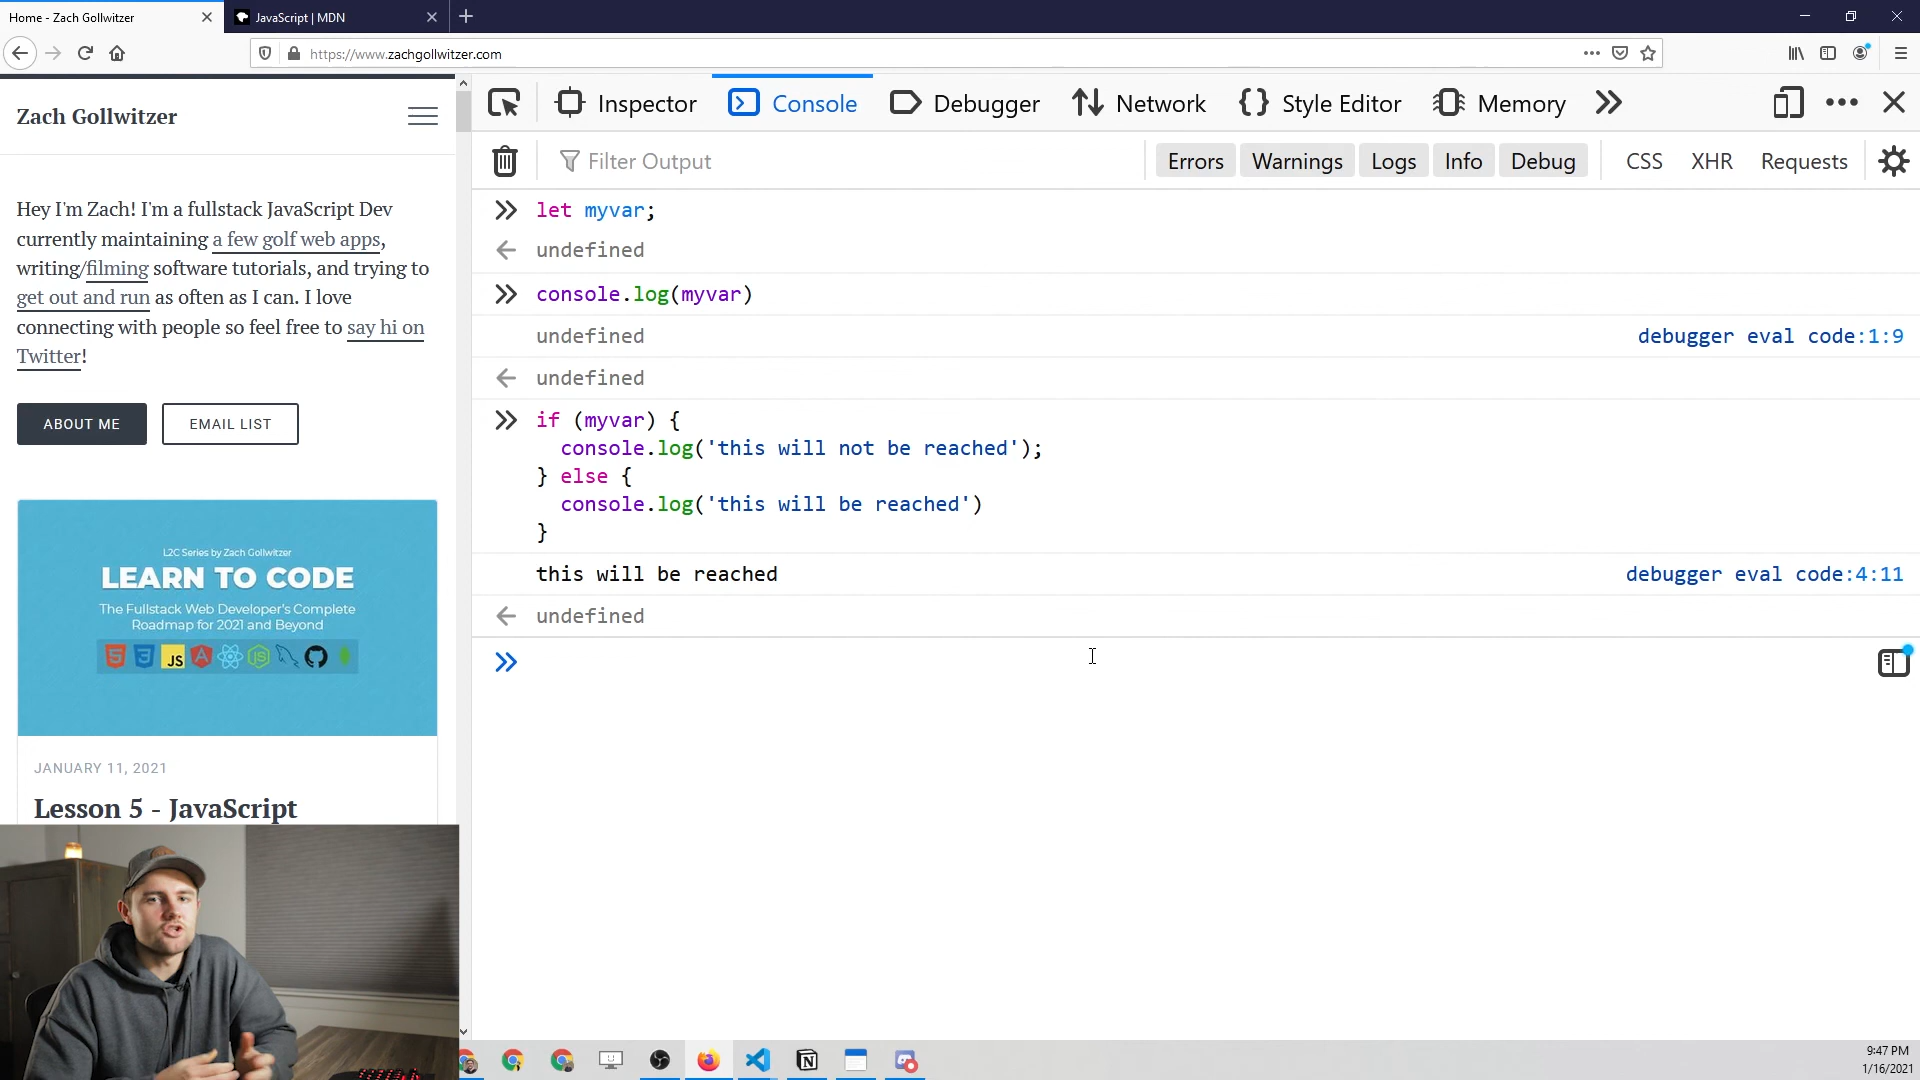 Home - Zach Gollwitzer
JavaScript | MDN
https://www.zachgollwitzer.com
Zach Gollwitzer
Hey I'm Zach! I'm a fullstack JavaScript Dev
currently maintaining a few golf web apps,
writing/filming software tutorials, and trying to
get out and run as often as I can. I love
connecting with people so feel free to say hi on
Twitter!
ABOUT ME
EMAIL LIST
L2C Series by Zach Gollwitzer
LEARN TO CODE
The Fullstack Web Developer's Complete
Roadmap for 2021 and Beyond
JS
JANUARY 11, 2021
Lesson 5 - JavaScript
Inspector
Console
Debugger
Network
Style Editor
Memory
Filter Output
Errors
Warnings
Logs
Info
Debug
CSS
XHR
Requests
let myvar;
undefined
console.log(myvar)
undefined
debugger eval code:1:9
undefined
if (myvar) {
console.log('this will not be reached');
} else {
console.log('this will be reached')
}
this will be reached
debugger eval code:4:11
undefined
9:47 PM
1/16/2021